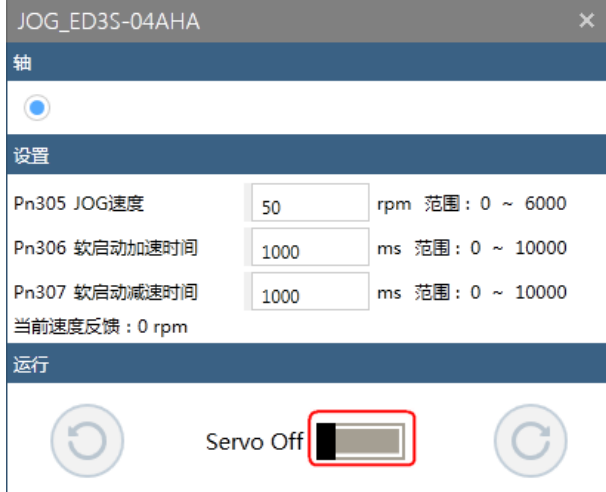 JOG_ED3S-04AHA ×
轴
设置
Pn305 JOG速度 50 rpm 范围：0 ~ 6000
Pn306 软启动加速时间 1000 ms 范围：0 ~ 10000
Pn307 软启动减速时间 1000 ms 范围：0 ~ 10000
当前速度反馈：0 rpm
运行
Servo Off